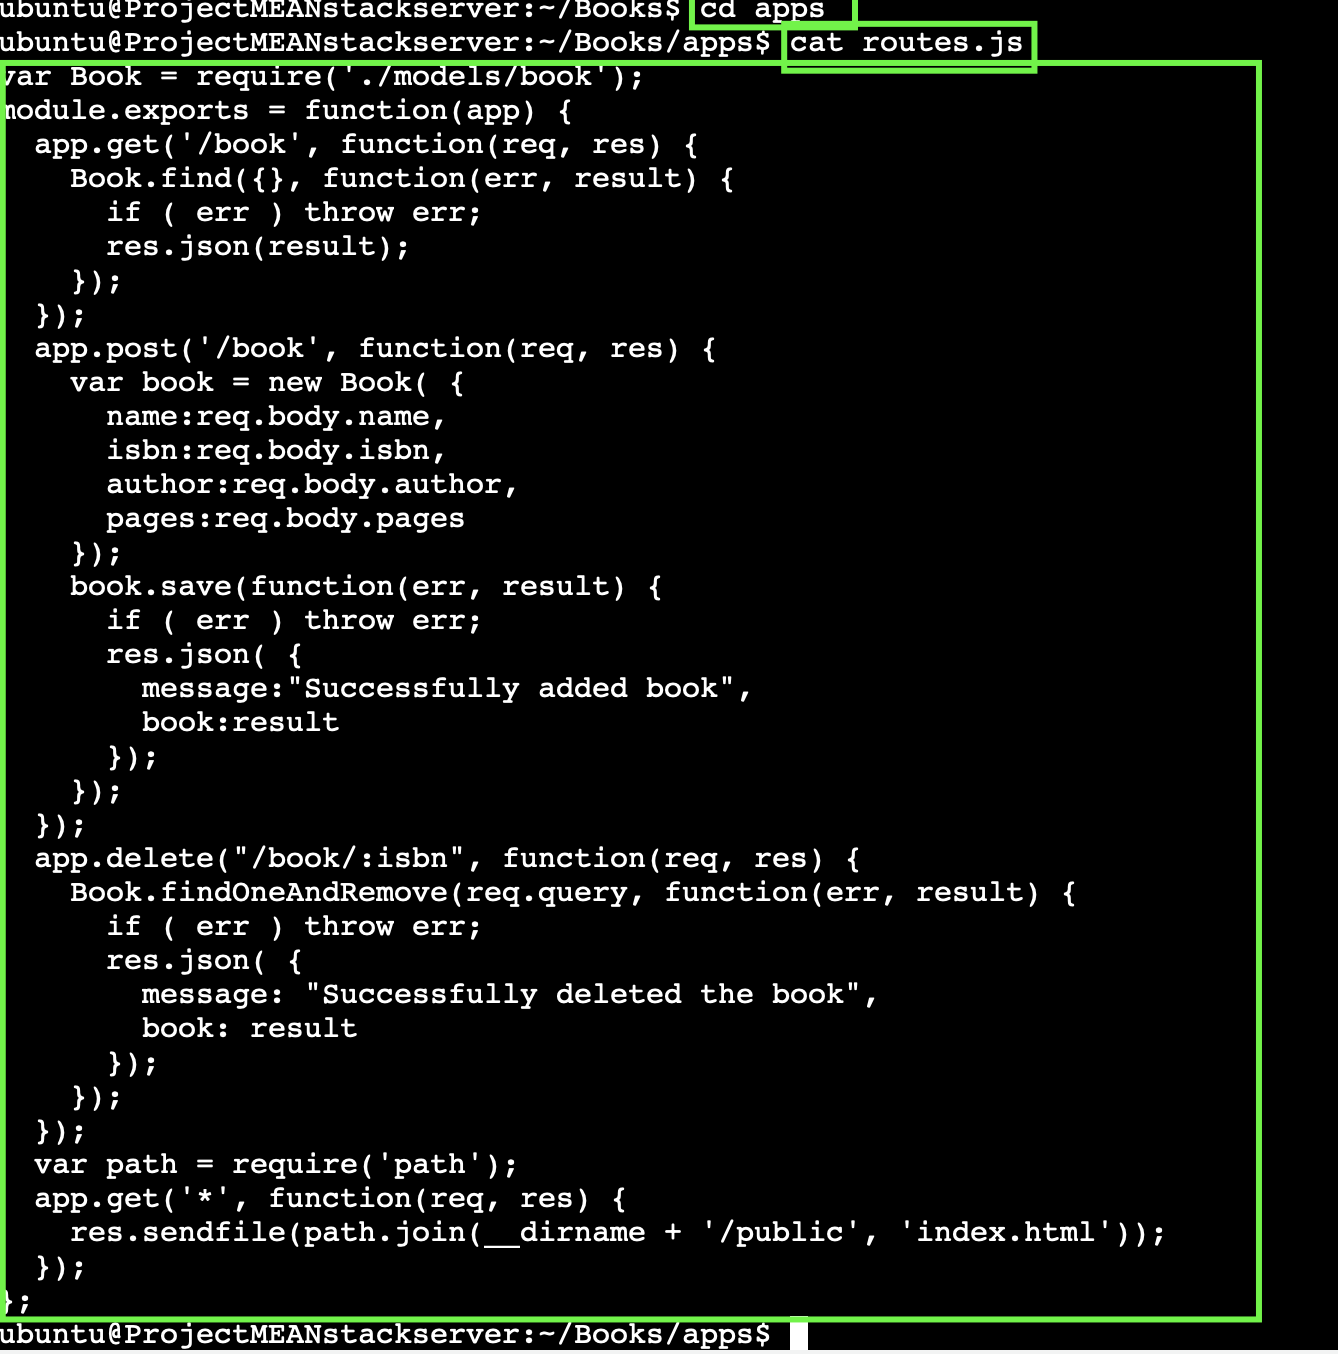 ubuntu@ProjectMEANstackserver:~/Books$ cd apps
ubuntu@ProjectMEANstackserver:~/Books/apps$ cat routes.js
var Book = require('./models/book');
module.exports = function(app) {
  app.get('/book', function(req, res) {
    Book.find({}, function(err, result) {
      if ( err ) throw err;
      res.json(result);
    });
  });
  app.post('/book', function(req, res) {
    var book = new Book( {
      name:req.body.name,
      isbn:req.body.isbn,
      author:req.body.author,
      pages:req.body.pages
    });
    book.save(function(err, result) {
      if ( err ) throw err;
      res.json( {
        message:"Successfully added book",
        book:result
      });
    });
  });
  app.delete("/book/:isbn", function(req, res) {
    Book.findOneAndRemove(req.query, function(err, result) {
      if ( err ) throw err;
      res.json( {
        message: "Successfully deleted the book",
        book: result
      });
    });
  });
  var path = require('path');
  app.get('*', function(req, res) {
    res.sendfile(path.join(__dirname + '/public', 'index.html'));
  });
};
ubuntu@ProjectMEANstackserver:~/Books/apps$